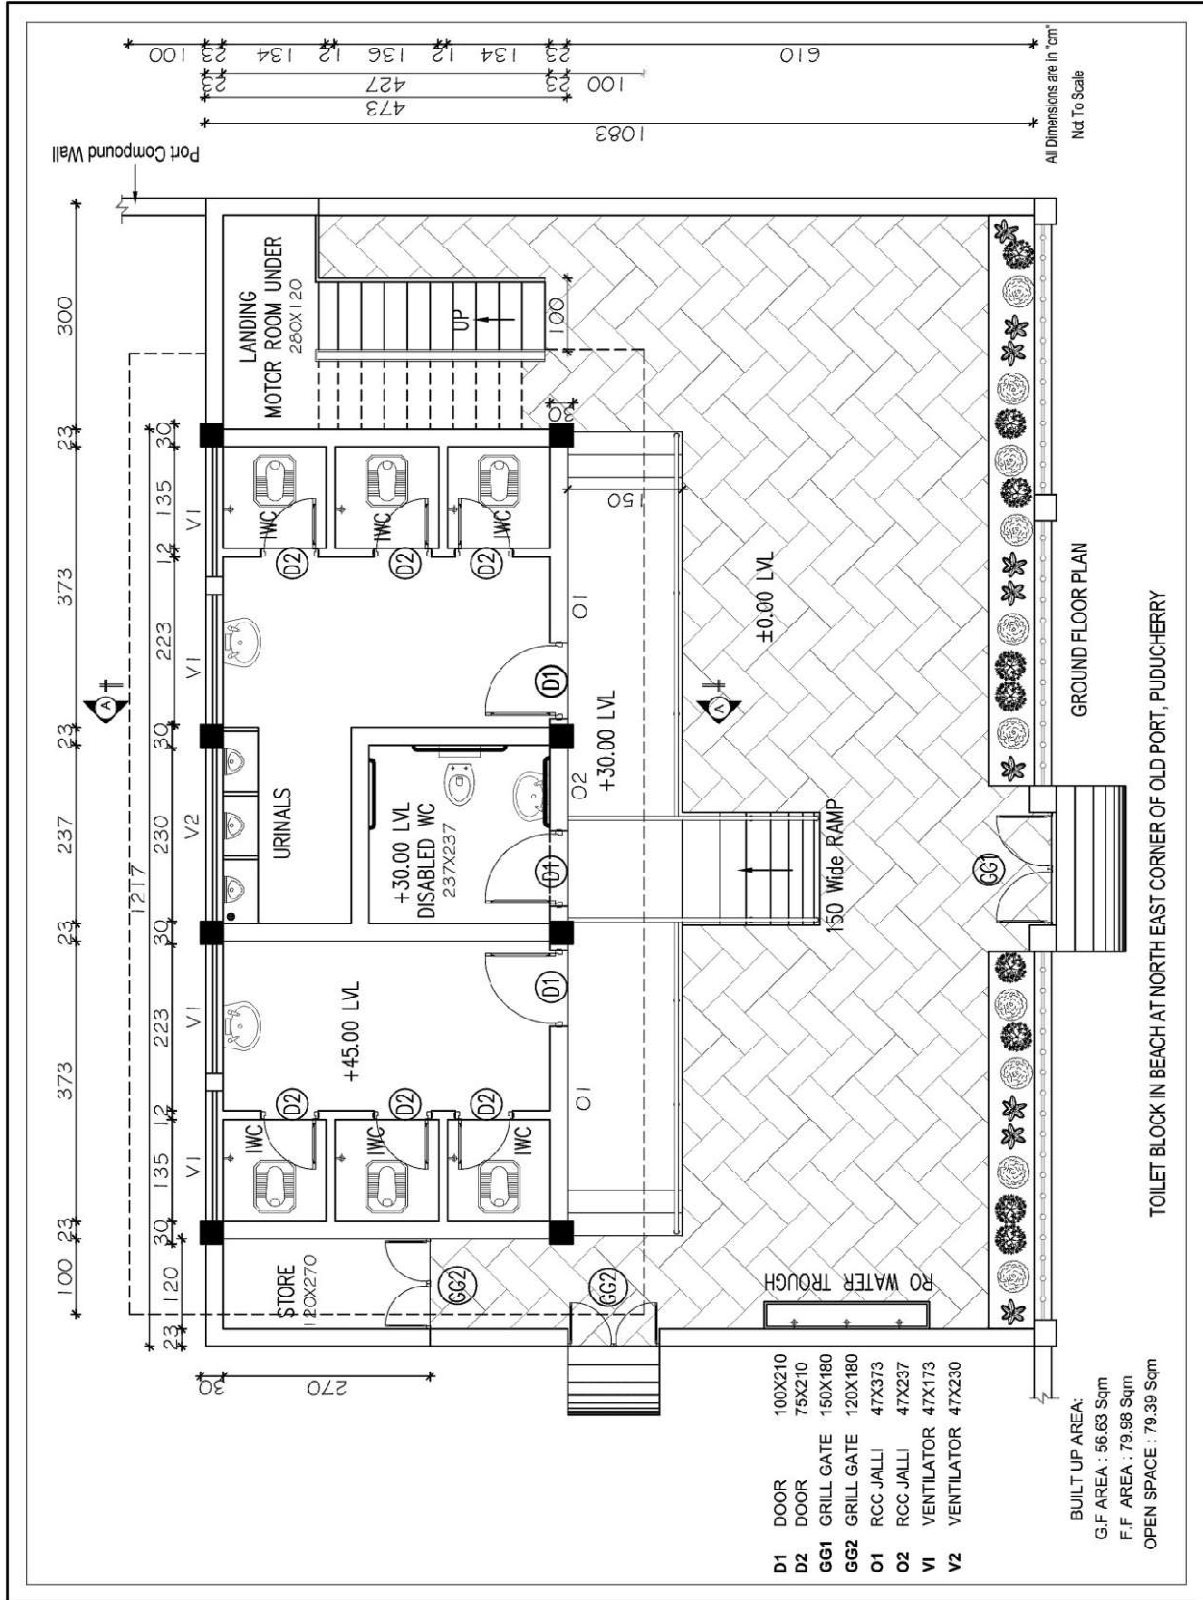 100 23 373 23 237 23 373 23 300
1217
23 120 30 135 12 223 30 230 30 223 12 135 30
V1 V1 V2 V1 V1
Port Compound Wall
100 23 134 12 136 12 134 23 610
23 427 23 100
473
1083
A
30
270
STORE
120X270
GG2
GG2
IWC
IWC
IWC
D2
D2
D2
+45.00 LVL
D1
O1
URINALS
+30.00 LVL
DISABLED WC
237X237
D1
O2
+30.00 LVL
D1
O1
D2
D2
D2
IWC
IWC
IWC
LANDING
MOTCR ROOM UNDER
280X120
UP
100
30
150
A
±0.00 LVL
150 Wide RAMP
RO WATER TROUGH
GG1
All Dimensions are in "cm"
Not To Scale
GROUND FLOOR PLAN
TOILET BLOCK IN BEACH AT NORTH EAST CORNER OF OLD PORT, PUDUCHERRY
D1 DOOR 100X210
D2 DOOR 75X210
GG1 GRILL GATE 150X180
GG2 GRILL GATE 120X180
O1 RCC JALLI 47X373
O2 RCC JALLI 47X237
V1 VENTILATOR 47X173
V2 VENTILATOR 47X230
BUILT UP AREA:
G.F AREA : 56.63 Sqm
F.F AREA : 79.98 Sqm
OPEN SPACE : 79.39 Sqm